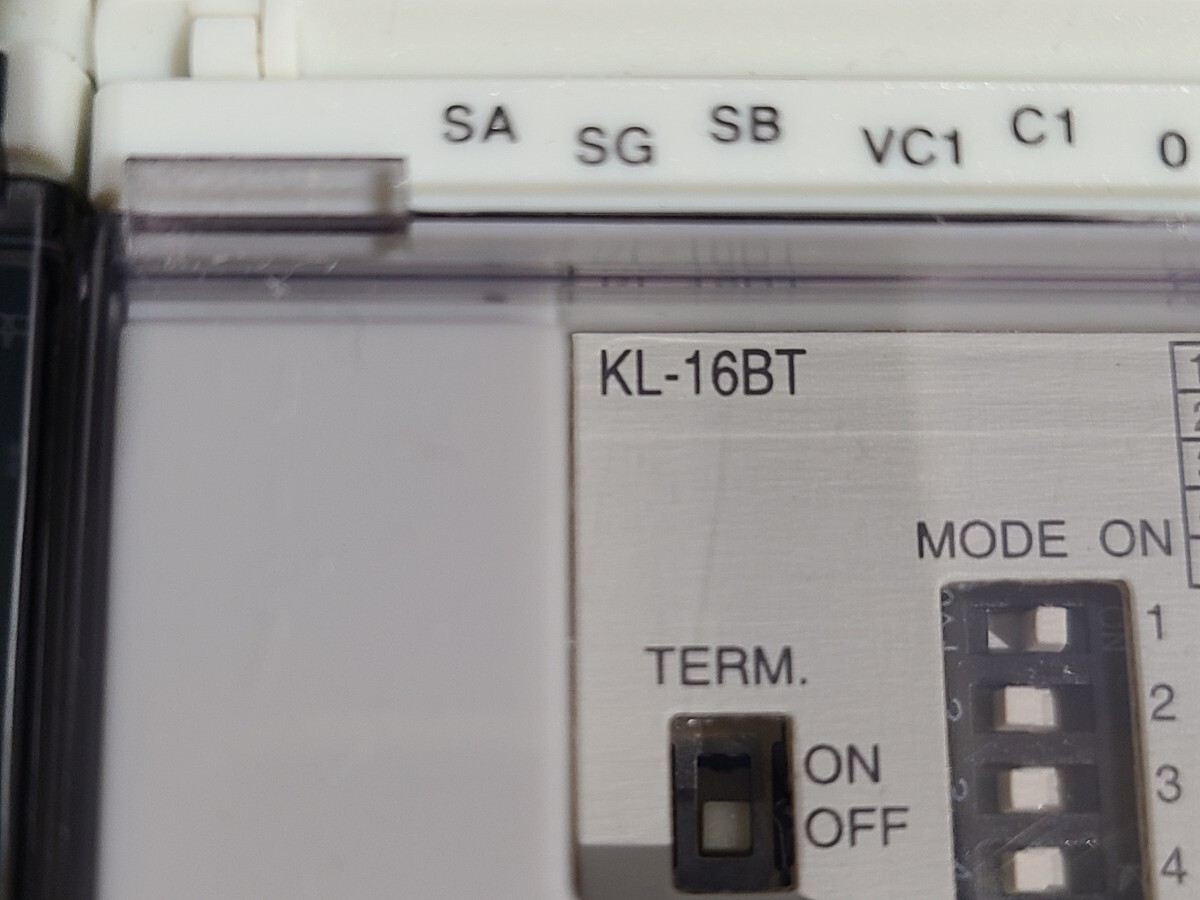 SA SG SB VC1 C1 0
KL-16BT
MODE ON
1
TERM.
2
ON
3
OFF
4